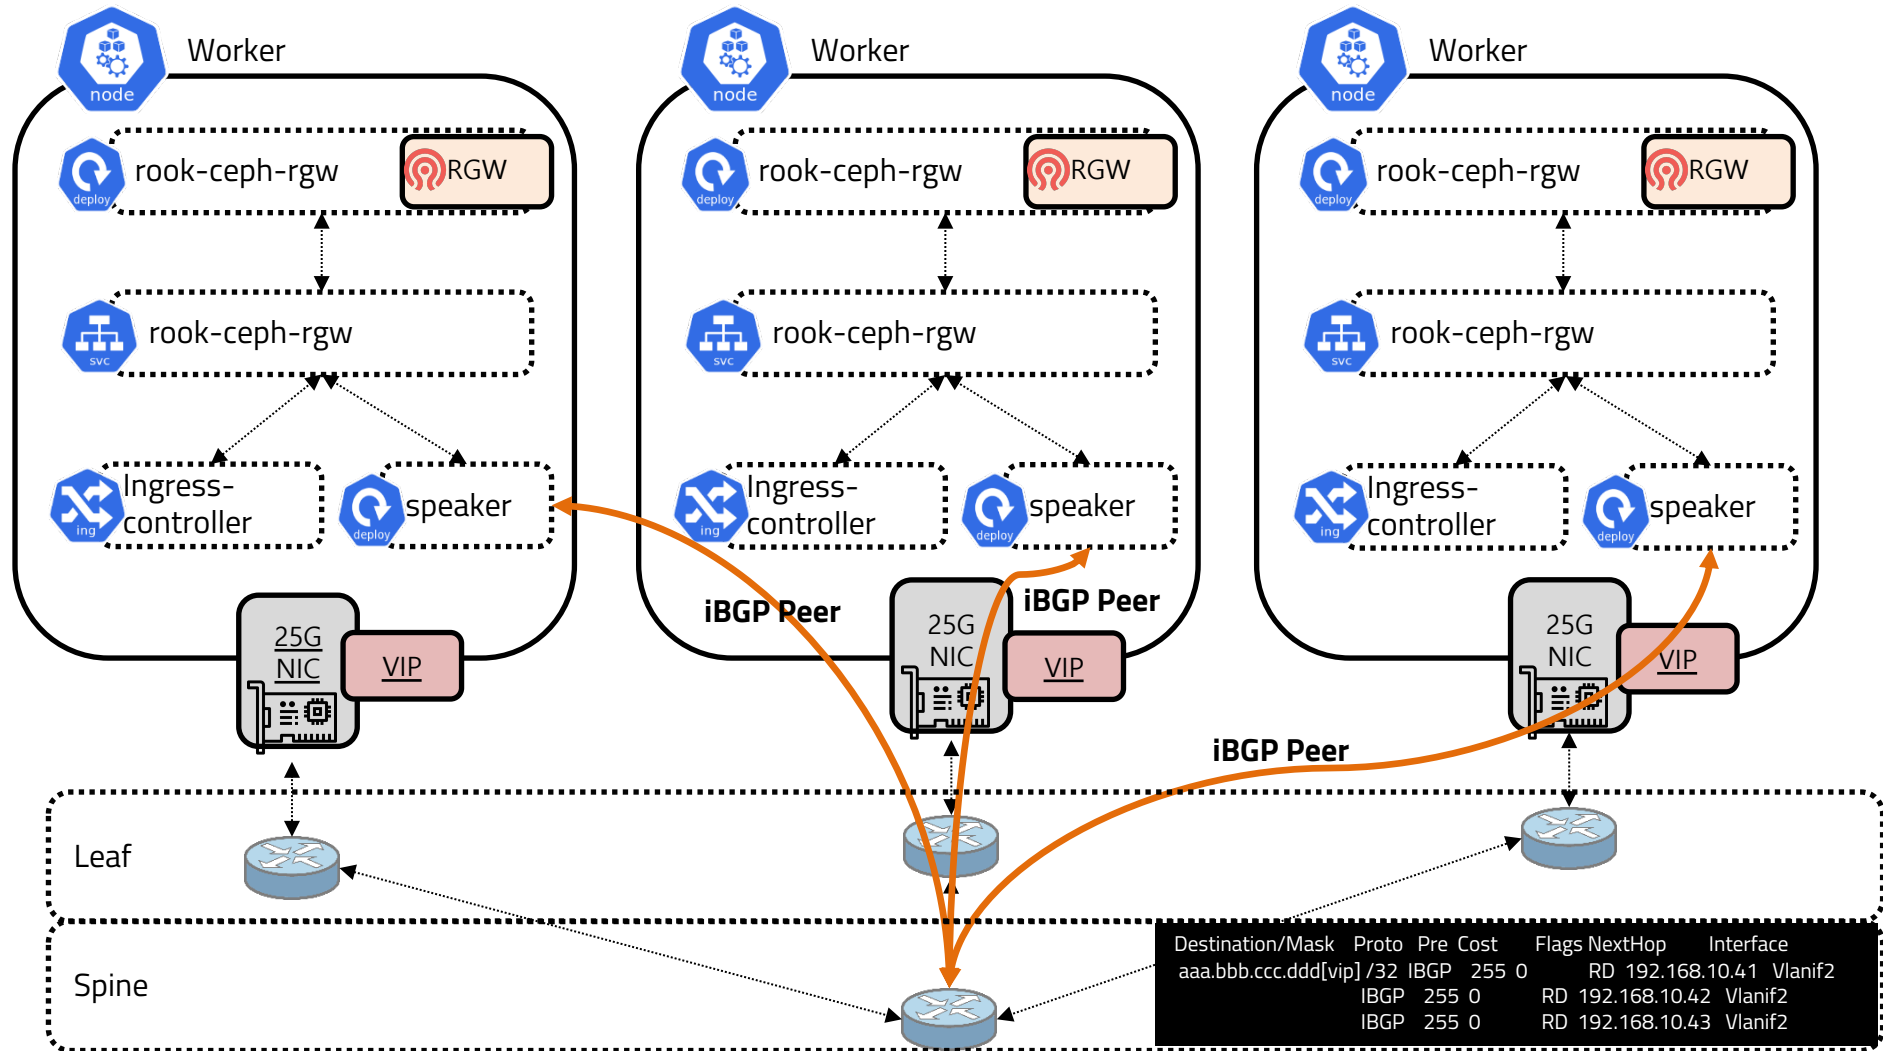 Worker
node
rook-ceph-rgw
RGW
deploy
rook-ceph-rgw
svc
Ingress-
controller
ing
speaker
deploy
25G
NIC
VIP
Worker
node
rook-ceph-rgw
RGW
deploy
rook-ceph-rgw
svc
Ingress-
controller
ing
speaker
deploy
25G
NIC
VIP
Worker
node
rook-ceph-rgw
RGW
deploy
rook-ceph-rgw
svc
Ingress-
controller
ing
speaker
deploy
25G
NIC
VIP
iBGP Peer
iBGP Peer
iBGP Peer
Leaf
Spine
Destination/Mask Proto Pre Cost Flags NextHop Interface
aaa.bbb.ccc.ddd[vip] /32 IBGP 255 0 RD 192.168.10.41 Vlanif2
IBGP 255 0 RD 192.168.10.42 Vlanif2
IBGP 255 0 RD 192.168.10.43 Vlanif2